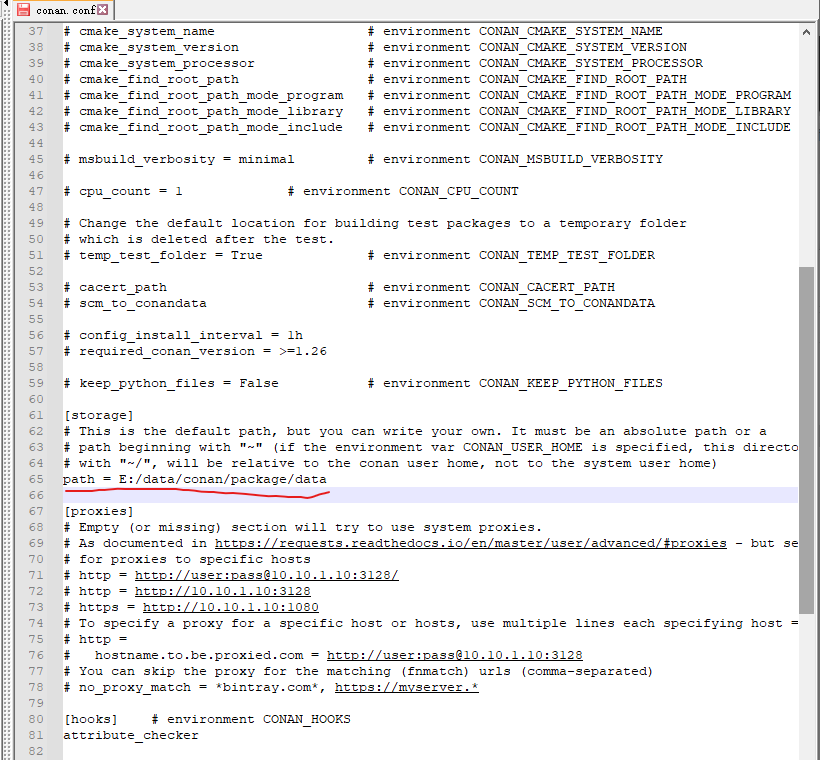 conan.conf
37 # cmake_system_name # environment CONAN_CMAKE_SYSTEM_NAME
38 # cmake_system_version # environment CONAN_CMAKE_SYSTEM_VERSION
39 # cmake_system_processor # environment CONAN_CMAKE_SYSTEM_PROCESSOR
40 # cmake_find_root_path # environment CONAN_CMAKE_FIND_ROOT_PATH
41 # cmake_find_root_path_mode_program # environment CONAN_CMAKE_FIND_ROOT_PATH_MODE_PROGRAM
42 # cmake_find_root_path_mode_library # environment CONAN_CMAKE_FIND_ROOT_PATH_MODE_LIBRARY
43 # cmake_find_root_path_mode_include # environment CONAN_CMAKE_FIND_ROOT_PATH_MODE_INCLUDE
44
45 # msbuild_verbosity = minimal # environment CONAN_MSBUILD_VERBOSITY
46
47 # cpu_count = 1 # environment CONAN_CPU_COUNT
48
49 # Change the default location for building test packages to a temporary folder
50 # which is deleted after the test.
51 # temp_test_folder = True # environment CONAN_TEMP_TEST_FOLDER
52
53 # cacert_path # environment CONAN_CACERT_PATH
54 # scm_to_conandata # environment CONAN_SCM_TO_CONANDATA
55
56 # config_install_interval = 1h
57 # required_conan_version = >=1.26
58
59 # keep_python_files = False # environment CONAN_KEEP_PYTHON_FILES
60
61 [storage]
62 # This is the default path, but you can write your own. It must be an absolute path or a
63 # path beginning with "~" (if the environment var CONAN_USER_HOME is specified, this directo
64 # with "~/", will be relative to the conan user home, not to the system user home)
65 path = E:/data/conan/package/data
66
67 [proxies]
68 # Empty (or missing) section will try to use system proxies.
69 # As documented in https://requests.readthedocs.io/en/master/user/advanced/#proxies - but se
70 # for proxies to specific hosts
71 # http = http://user:pass@10.10.1.10:3128/
72 # http = http://10.10.1.10:3128
73 # https = http://10.10.1.10:1080
74 # To specify a proxy for a specific host or hosts, use multiple lines each specifying host =
75 # http =
76 # hostname.to.be.proxied.com = http://user:pass@10.10.1.10:3128
77 # You can skip the proxy for the matching (fnmatch) urls (comma-separated)
78 # no_proxy_match = *bintray.com*, https://myserver.*
79
80 [hooks] # environment CONAN_HOOKS
81 attribute_checker
82